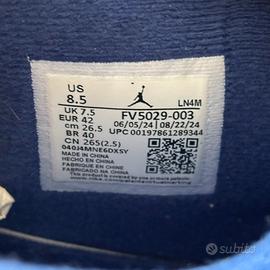 US
8.5
LN4M
UK 7.5
EUR 42
cm 26.5
BR 40
CN 265(2.5)
FV5029-003
06/05/24 | 08/22/24
UPC 00197861289344
040J4MNE6DXSY
MADE IN CHINA
HECHO EN CHINA
FABRIQUÉ EN CHINE
FABRICADO NA CHINA
subito